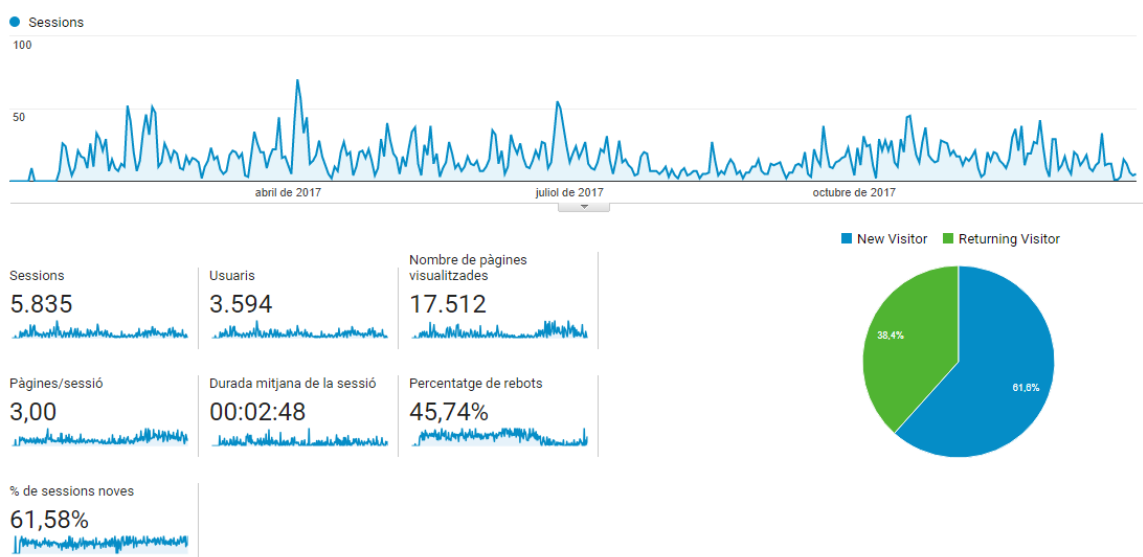 Sessions
100
50
abril de 2017
juliol de 2017
octubre de 2017
New Visitor
Returning Visitor
Sessions
5.835
Usuaris
3.594
Nombre de pàgines
visualitzades
17.512
38,4%
61,6%
Pàgines/sessió
3,00
Durada mitjana de la sessió
00:02:48
Percentatge de rebots
45,74%
% de sessions noves
61,58%